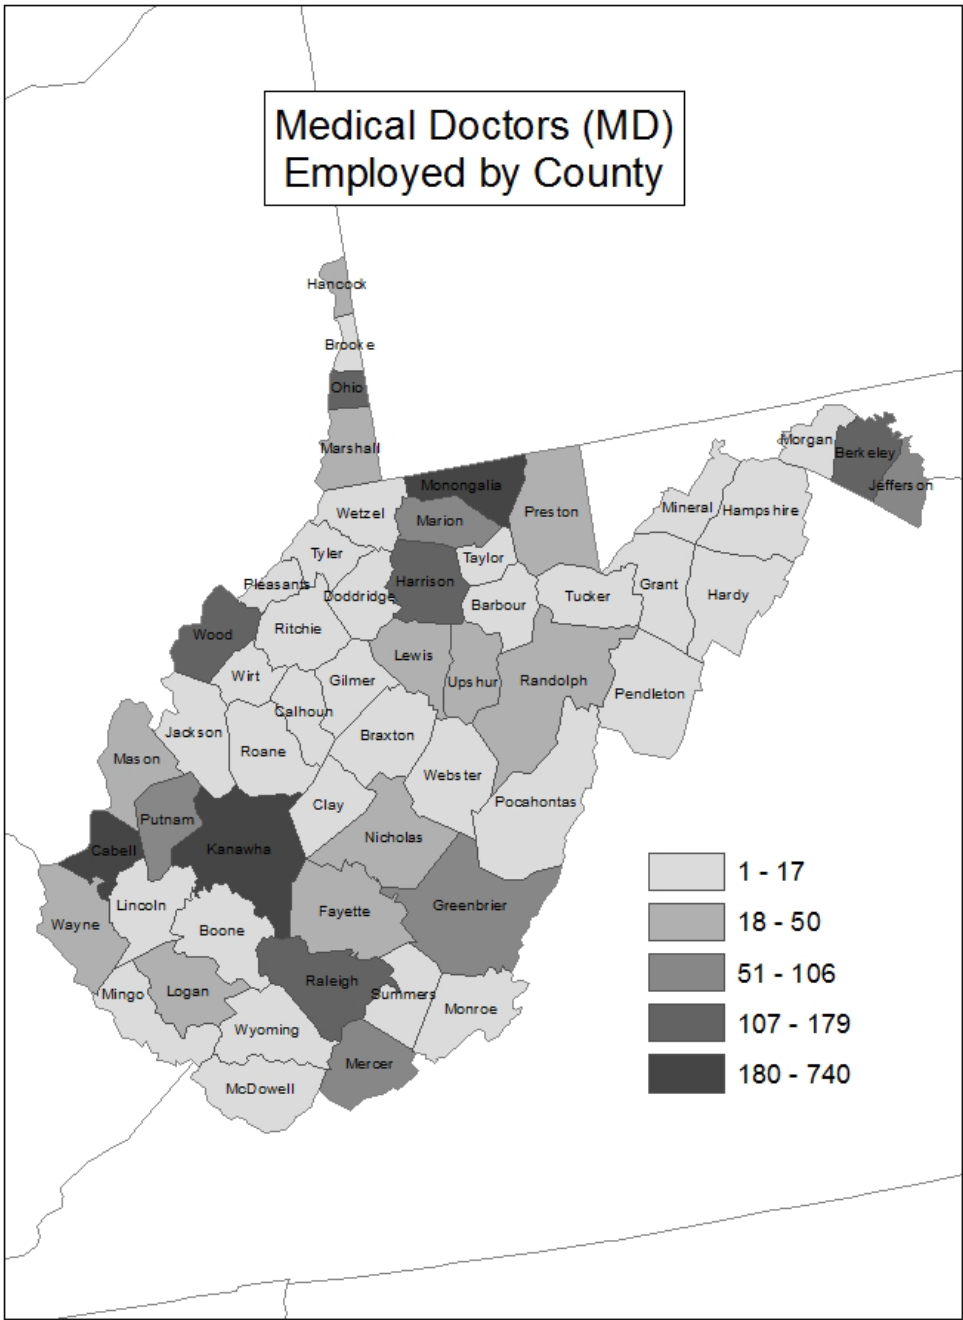 Medical Doctors (MD)
Employed by County
Hancock
Brooke
Ohio
Marshall
Morgan
Berkeley
Jefferson
Monongalia
Wetzel
Marion
Preston
Mineral
Hampshire
Tyler
Taylor
Pleasants
Doddridge
Harrison
Barbour
Tucker
Grant
Hardy
Wood
Ritchie
Lewis
Wirt
Gilmer
Upshur
Randolph
Pendleton
Calhoun
Jackson
Roane
Braxton
Mason
Webster
Clay
Pocahontas
Putnam
Nicholas
Cabell
Kanawha
Lincoln
Fayette
Greenbrier
Wayne
Boone
Raleigh
Mingo
Logan
Summers
Monroe
Wyoming
Mercer
McDowell
1 - 17
18 - 50
51 - 106
107 - 179
180 - 740